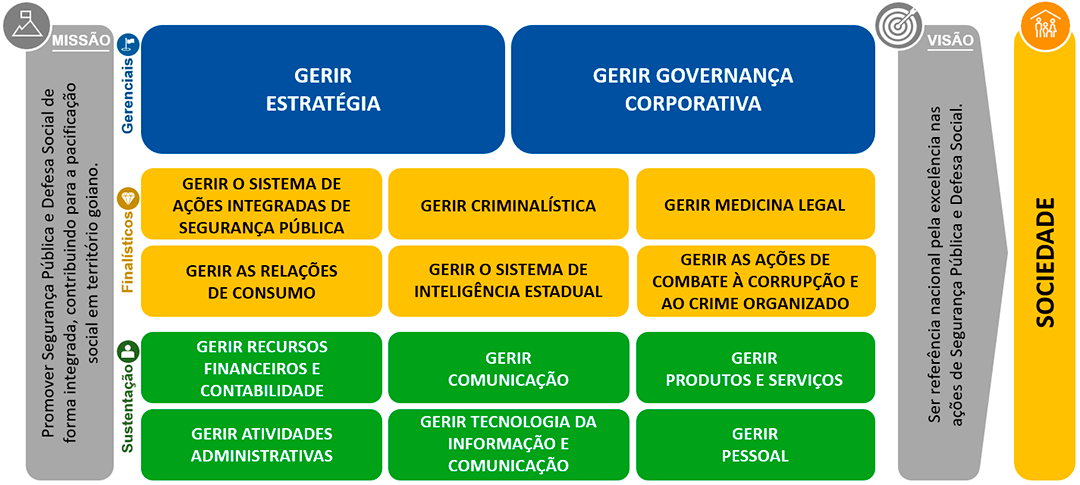 MISSÃO
Promover Segurança Pública e Defesa Social de
forma integrada, contribuindo para a pacificação
social em território goiano.
Gerenciais
GERIR
ESTRATÉGIA
GERIR GOVERNANÇA
CORPORATIVA
Finalísticos
GERIR O SISTEMA DE
AÇÕES INTEGRADAS DE
SEGURANÇA PÚBLICA
GERIR CRIMINALÍSTICA
GERIR MEDICINA LEGAL
GERIR AS RELAÇÕES
DE CONSUMO
GERIR O SISTEMA DE
INTELIGÊNCIA ESTADUAL
GERIR AS AÇÕES DE
COMBATE À CORRUPÇÃO E
AO CRIME ORGANIZADO
Sustentação
GERIR RECURSOS
FINANCEIROS E
CONTABILIDADE
GERIR
COMUNICAÇÃO
GERIR
PRODUTOS E SERVIÇOS
GERIR ATIVIDADES
ADMINISTRATIVAS
GERIR TECNOLOGIA DA
INFORMAÇÃO E
COMUNICAÇÃO
GERIR
PESSOAL
VISÃO
Ser referência nacional pela excelência nas
ações de Segurança Pública e Defesa Social.
SOCIEDADE